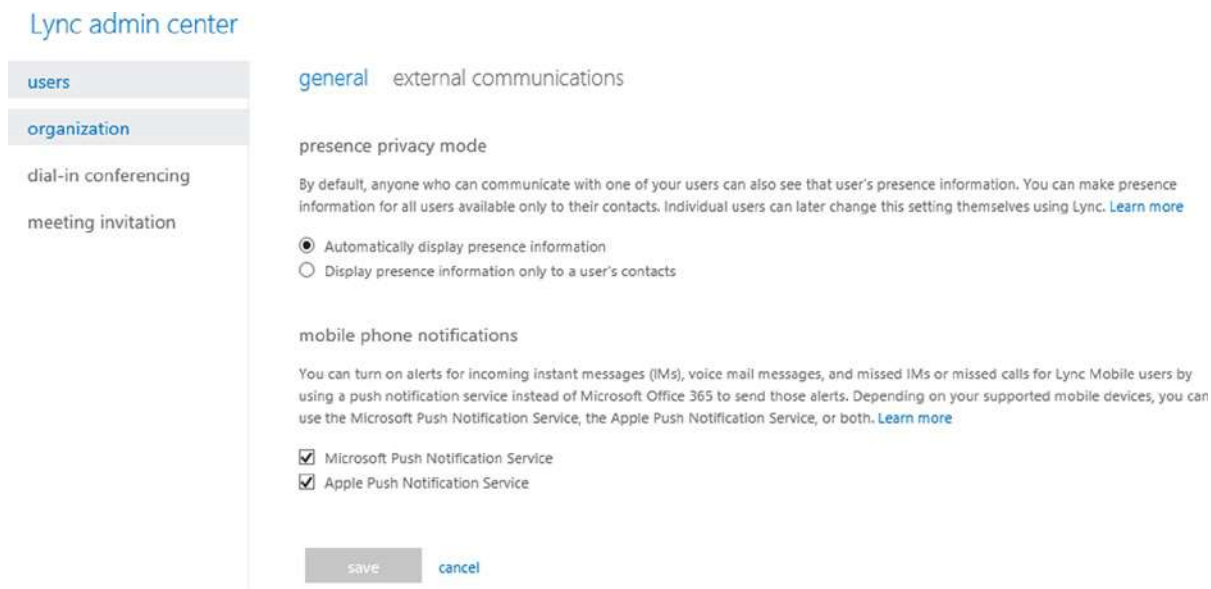 Lync admin center
users
organization
dial-in conferencing
meeting invitation
general external communications
presence privacy mode
By default, anyone who can communicate with one of your users can also see that user's presence information. You can make presence
information for all users available only to their contacts. Individual users can later change this setting themselves using Lync. Learn more
Automatically display presence information
Display presence information only to a user's contacts
mobile phone notifications
You can turn on alerts for incoming instant messages (IMs), voice mail messages, and missed IMs or missed calls for Lync Mobile users by
using a push notification service instead of Microsoft Office 365 to send those alerts. Depending on your supported mobile devices, you can
use the Microsoft Push Notification Service, the Apple Push Notification Service, or both. Learn more
Microsoft Push Notification Service
Apple Push Notification Service
save cancel